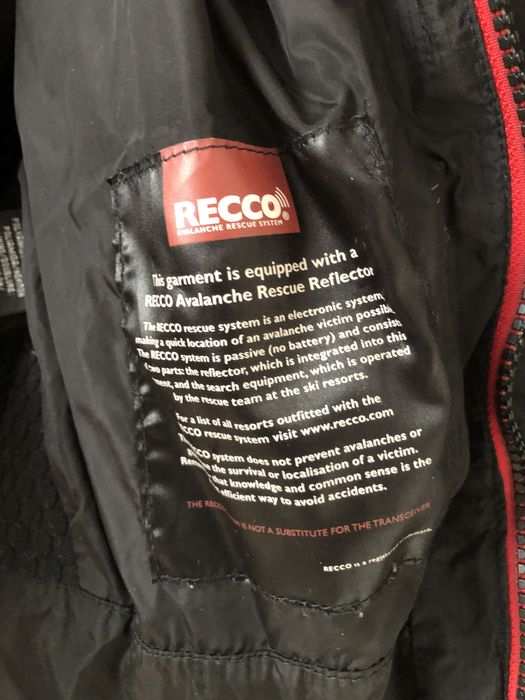 RECCO®
AVALANCHE RESCUE SYSTEM
This garment is equipped with a
RECCO Avalanche Rescue Reflector
The RECCO rescue system is an electronic system
making a quick location of an avalanche victim possibl
The RECCO system is passive (no battery) and consis
two parts: the reflector, which is integrated into this
ment, and the search equipment, which is operated
by the rescue team at the ski resorts.
For a list of all resorts outfitted with the
RECCO rescue system visit www.recco.com
system does not prevent avalanches or
the survival or localisation of a victim.
that knowledge and common sense is the
efficient way to avoid accidents.
THE RECCO IS NOT A SUBSTITUTE FOR THE TRANSCEIVER
RECCO is a